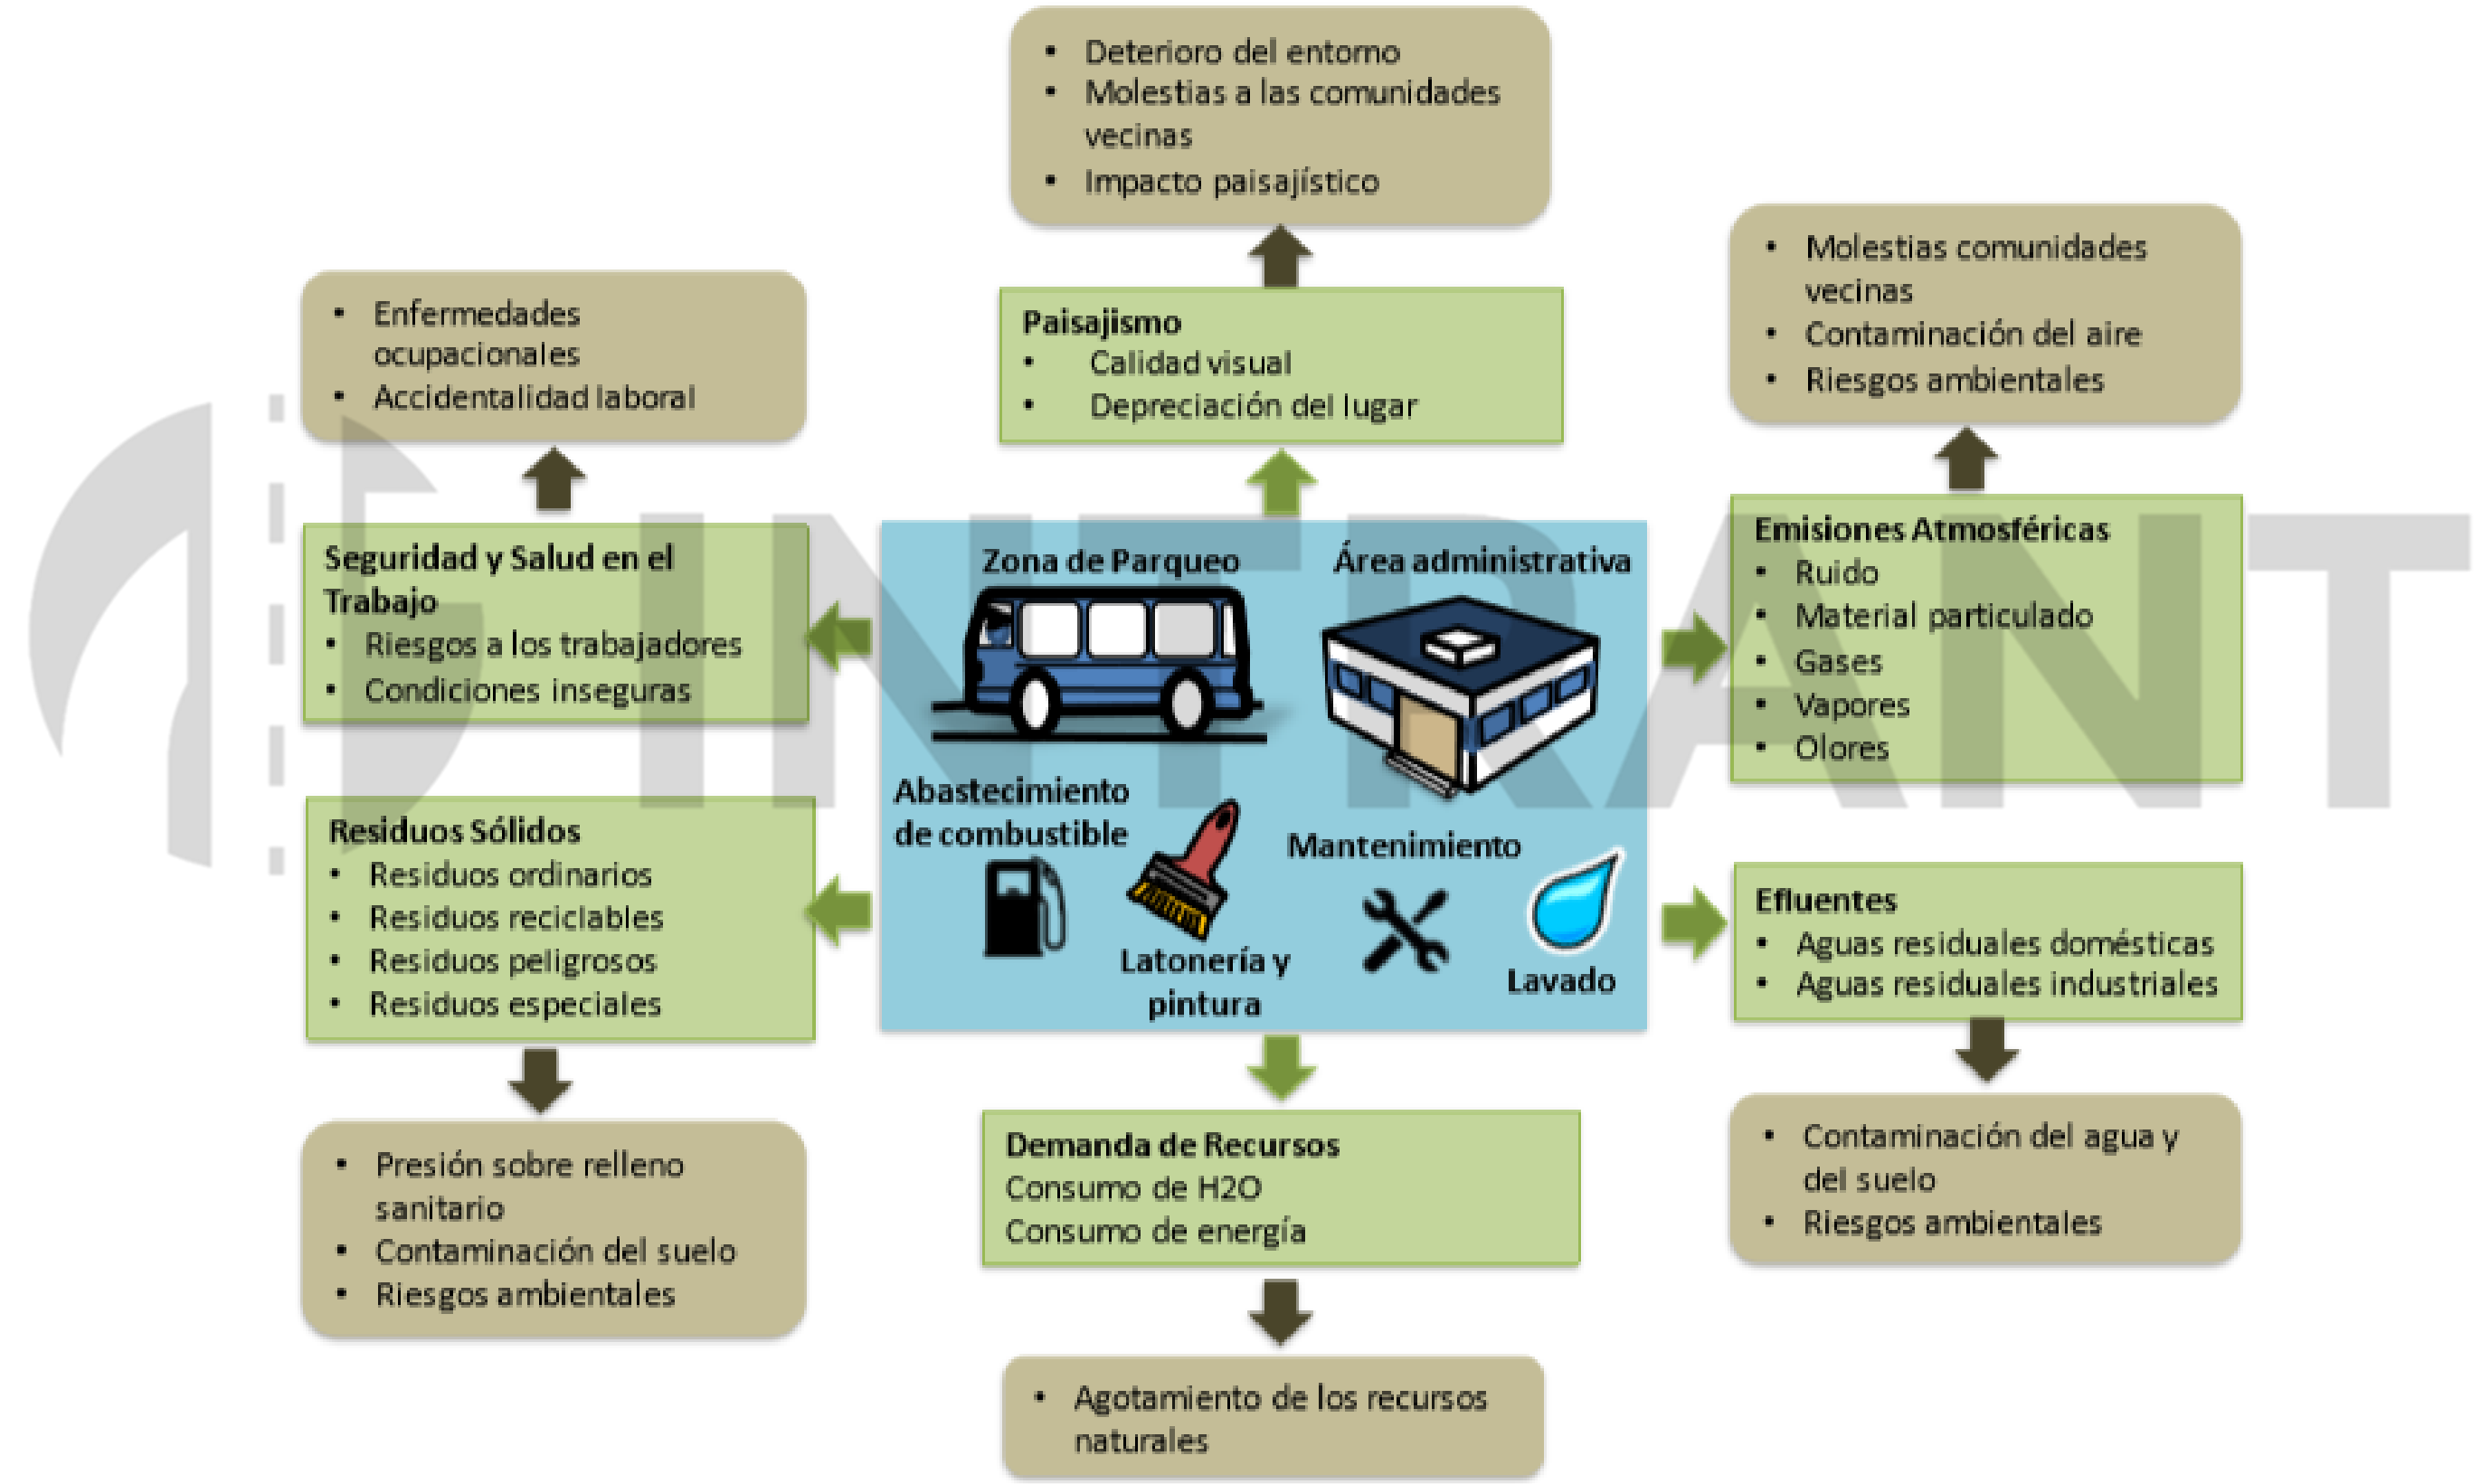 • Deterioro del entorno
• Molestias a las comunidades
vecinas
• Impacto paisajístico
• Molestias comunidades
vecinas
• Contaminación del aire
• Riesgos ambientales
• Enfermedades
ocupacionales
• Accidentalidad laboral
Paisajismo
• Calidad visual
• Depreciación del lugar
Seguridad y Salud en el
Trabajo
• Riesgos a los trabajadores
• Condiciones inseguras
Zona de Parqueo
Área administrativa
Abastecimiento
de combustible
Latonería y
pintura
Mantenimiento
Lavado
Emisiones Atmosféricas
• Ruido
• Material particulado
• Gases
• Vapores
• Olores
INTRANT
Residuos Sólidos
• Residuos ordinarios
• Residuos reciclables
• Residuos peligrosos
• Residuos especiales
Efluentes
• Aguas residuales domésticas
• Aguas residuales industriales
Demanda de Recursos
Consumo de H2O
Consumo de energía
• Presión sobre relleno
sanitario
• Contaminación del suelo
• Riesgos ambientales
• Contaminación del agua y
del suelo
• Riesgos ambientales
• Agotamiento de los recursos
naturales